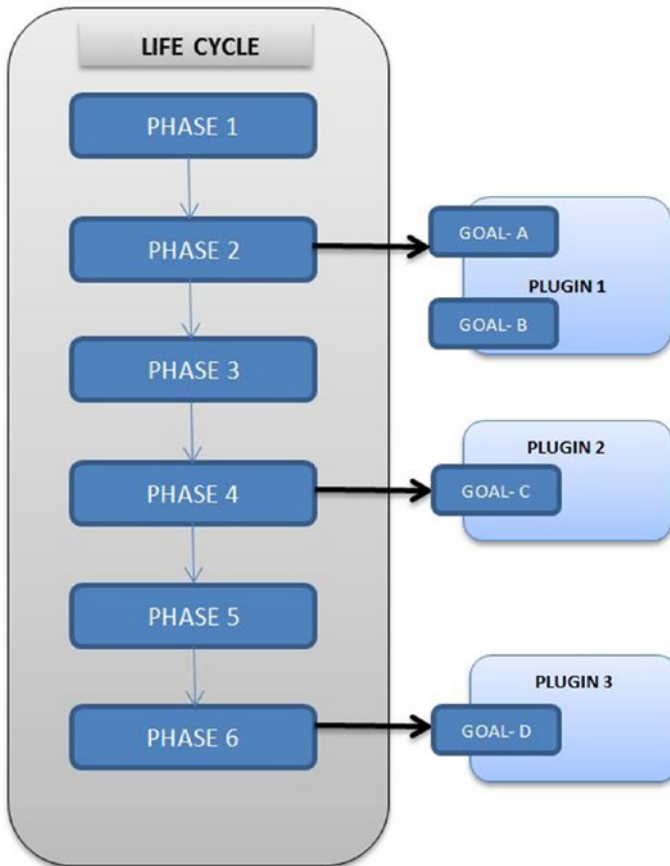 LIFE CYCLE
PHASE 1
PHASE 2
GOAL- A
PLUGIN 1
GOAL- B
PHASE 3
PLUGIN 2
PHASE 4
GOAL- C
PHASE 5
PLUGIN 3
PHASE 6
GOAL- D